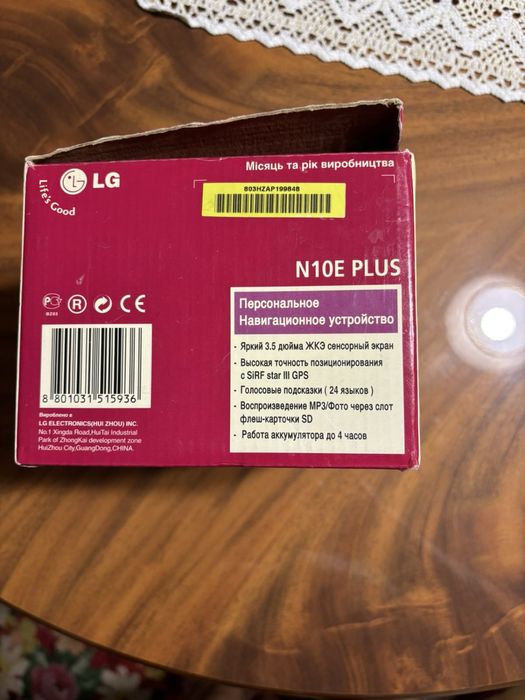 LG
Life's Good
Місяць та рік виробництва
803HZAP199848
N10E PLUS
Персональное
Навигационное устройство
- Яркий 3.5 дюйма ЖКЭ сенсорный экран
- Высокая точность позиционирования
с SiRF star III GPS
- Голосовые подсказки ( 24 языков )
- Воспроизведение MP3/Фото через слот
флеш-карточки SD
- Работа аккумулятора до 4 часов
R
CE
8 801031 515936
Вироблено в
LG ELECTRONICS(HUI ZHOU) INC.
No.1 Xingda Road,HuiTai Industrial
Park of ZhongKai development zone
HuiZhou City,GuangDong,CHINA.